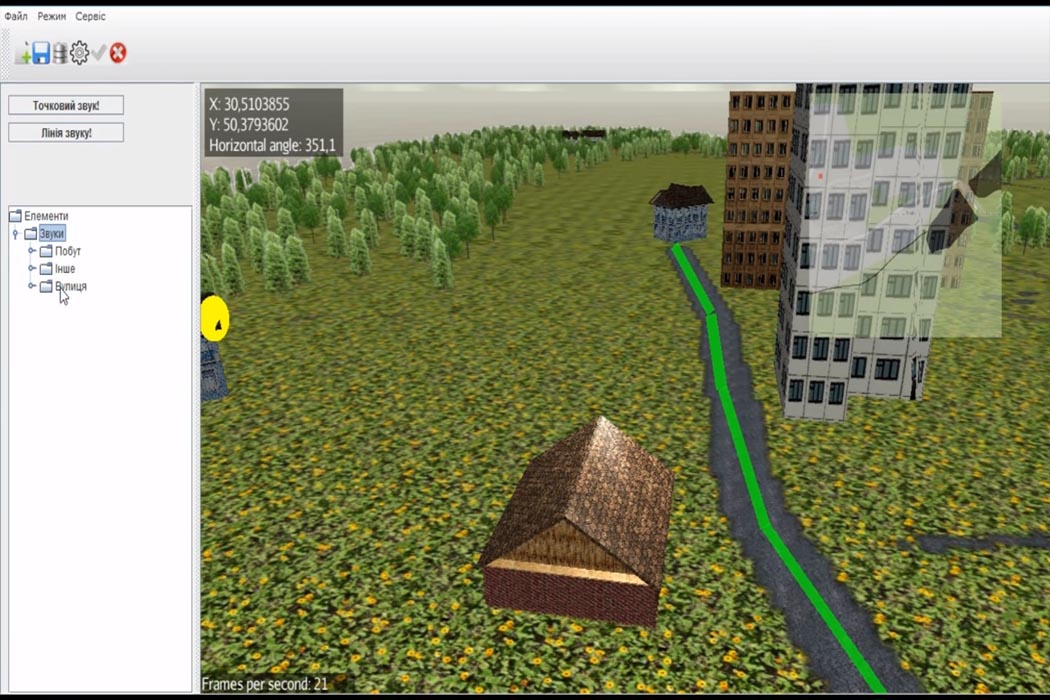 Файл Режим Сервіс
Точковий звук!
Лінія звуку!
X: 30,5103855
Y: 50,3793602
Horizontal angle: 351,1
Елементи
Звуки
Побут
Інше
Вулиця
Frames per second: 21